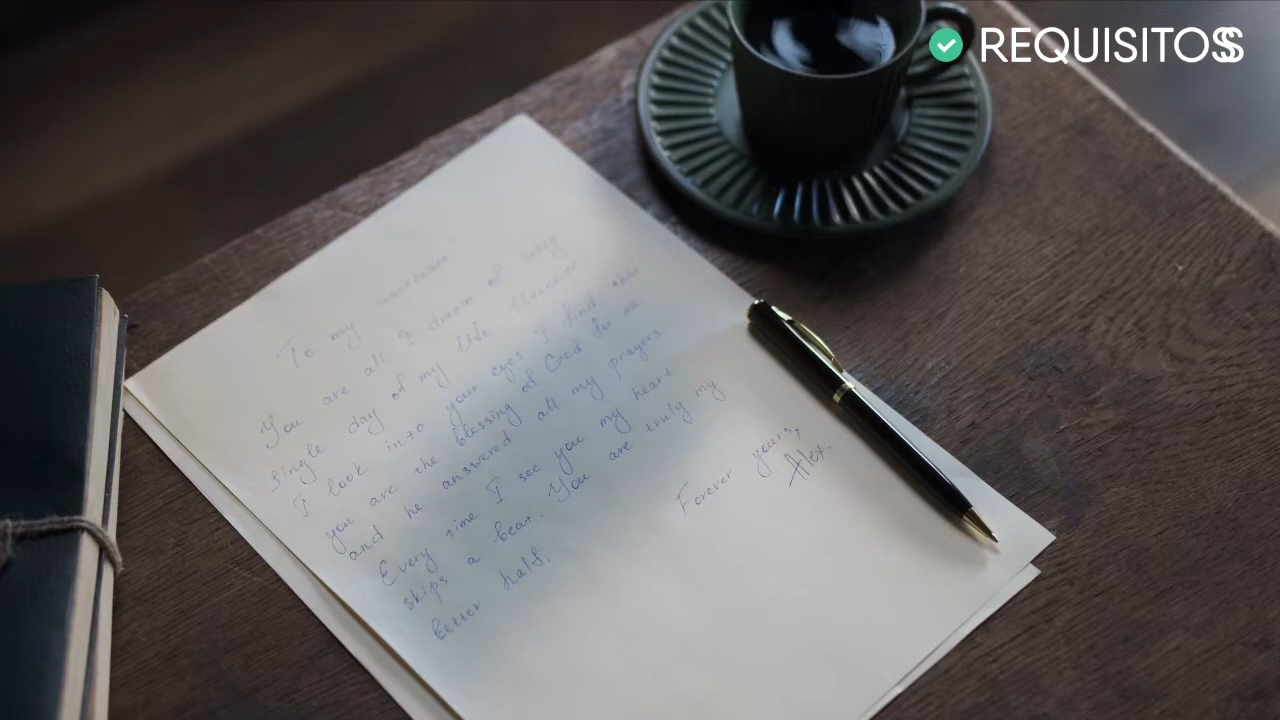 REQUISITOSS
To my
You are all I dream of every
single day of my life
I look into your eyes I find
you are the blessing of God for me
and he answered all my prayers.
Every time I see you my heart
skips a beat. You are truly my
better half.
Forever yours,
Alex.